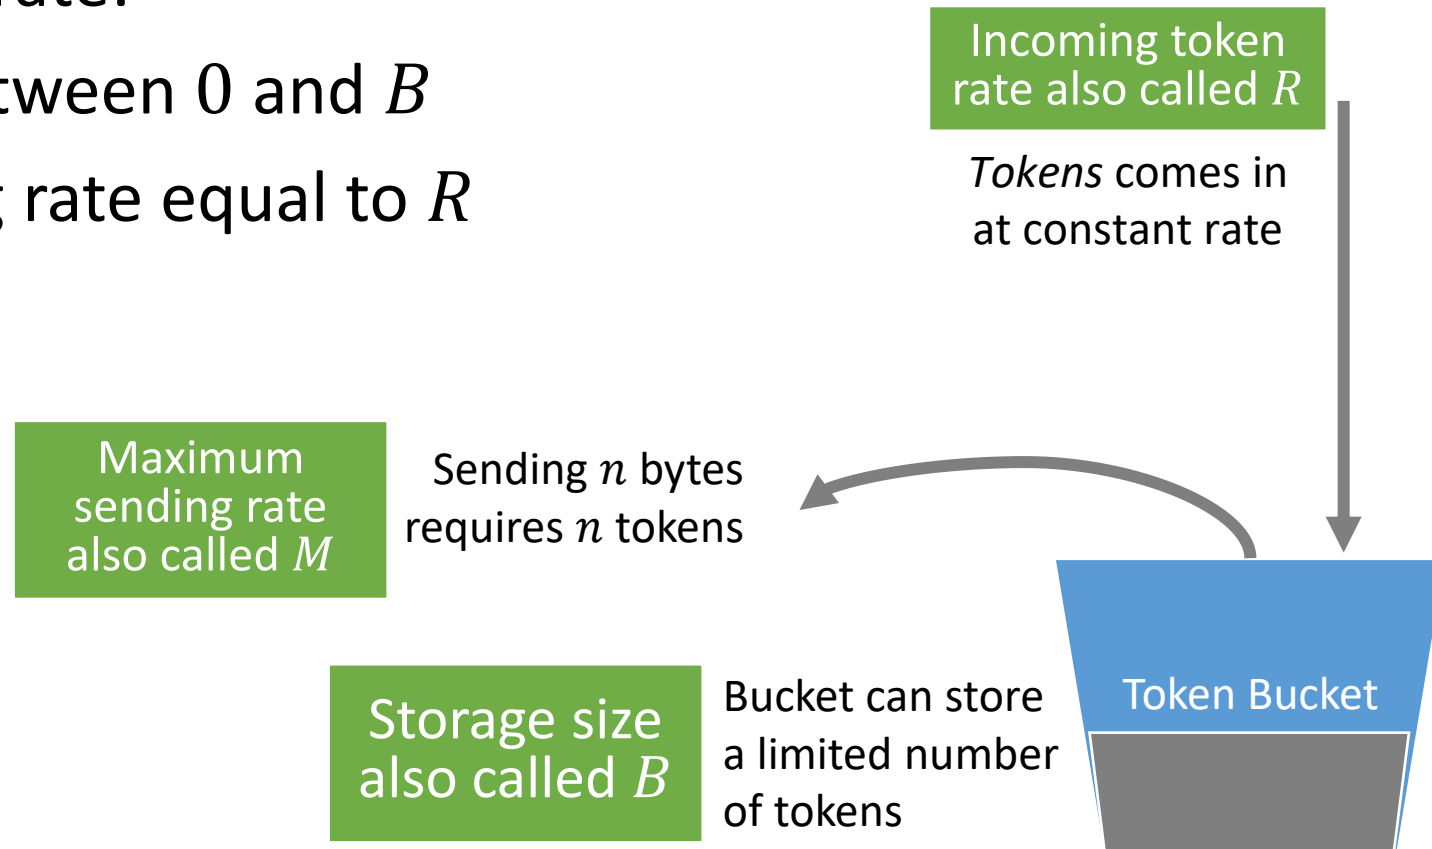 rate.
between 0 and B
rate equal to R
Incoming token
rate also called R
Tokens comes in
at constant rate
Maximum
sending rate
also called M
Sending n bytes
requires n tokens
Storage size
also called B
Bucket can store
a limited number
of tokens
Token Bucket